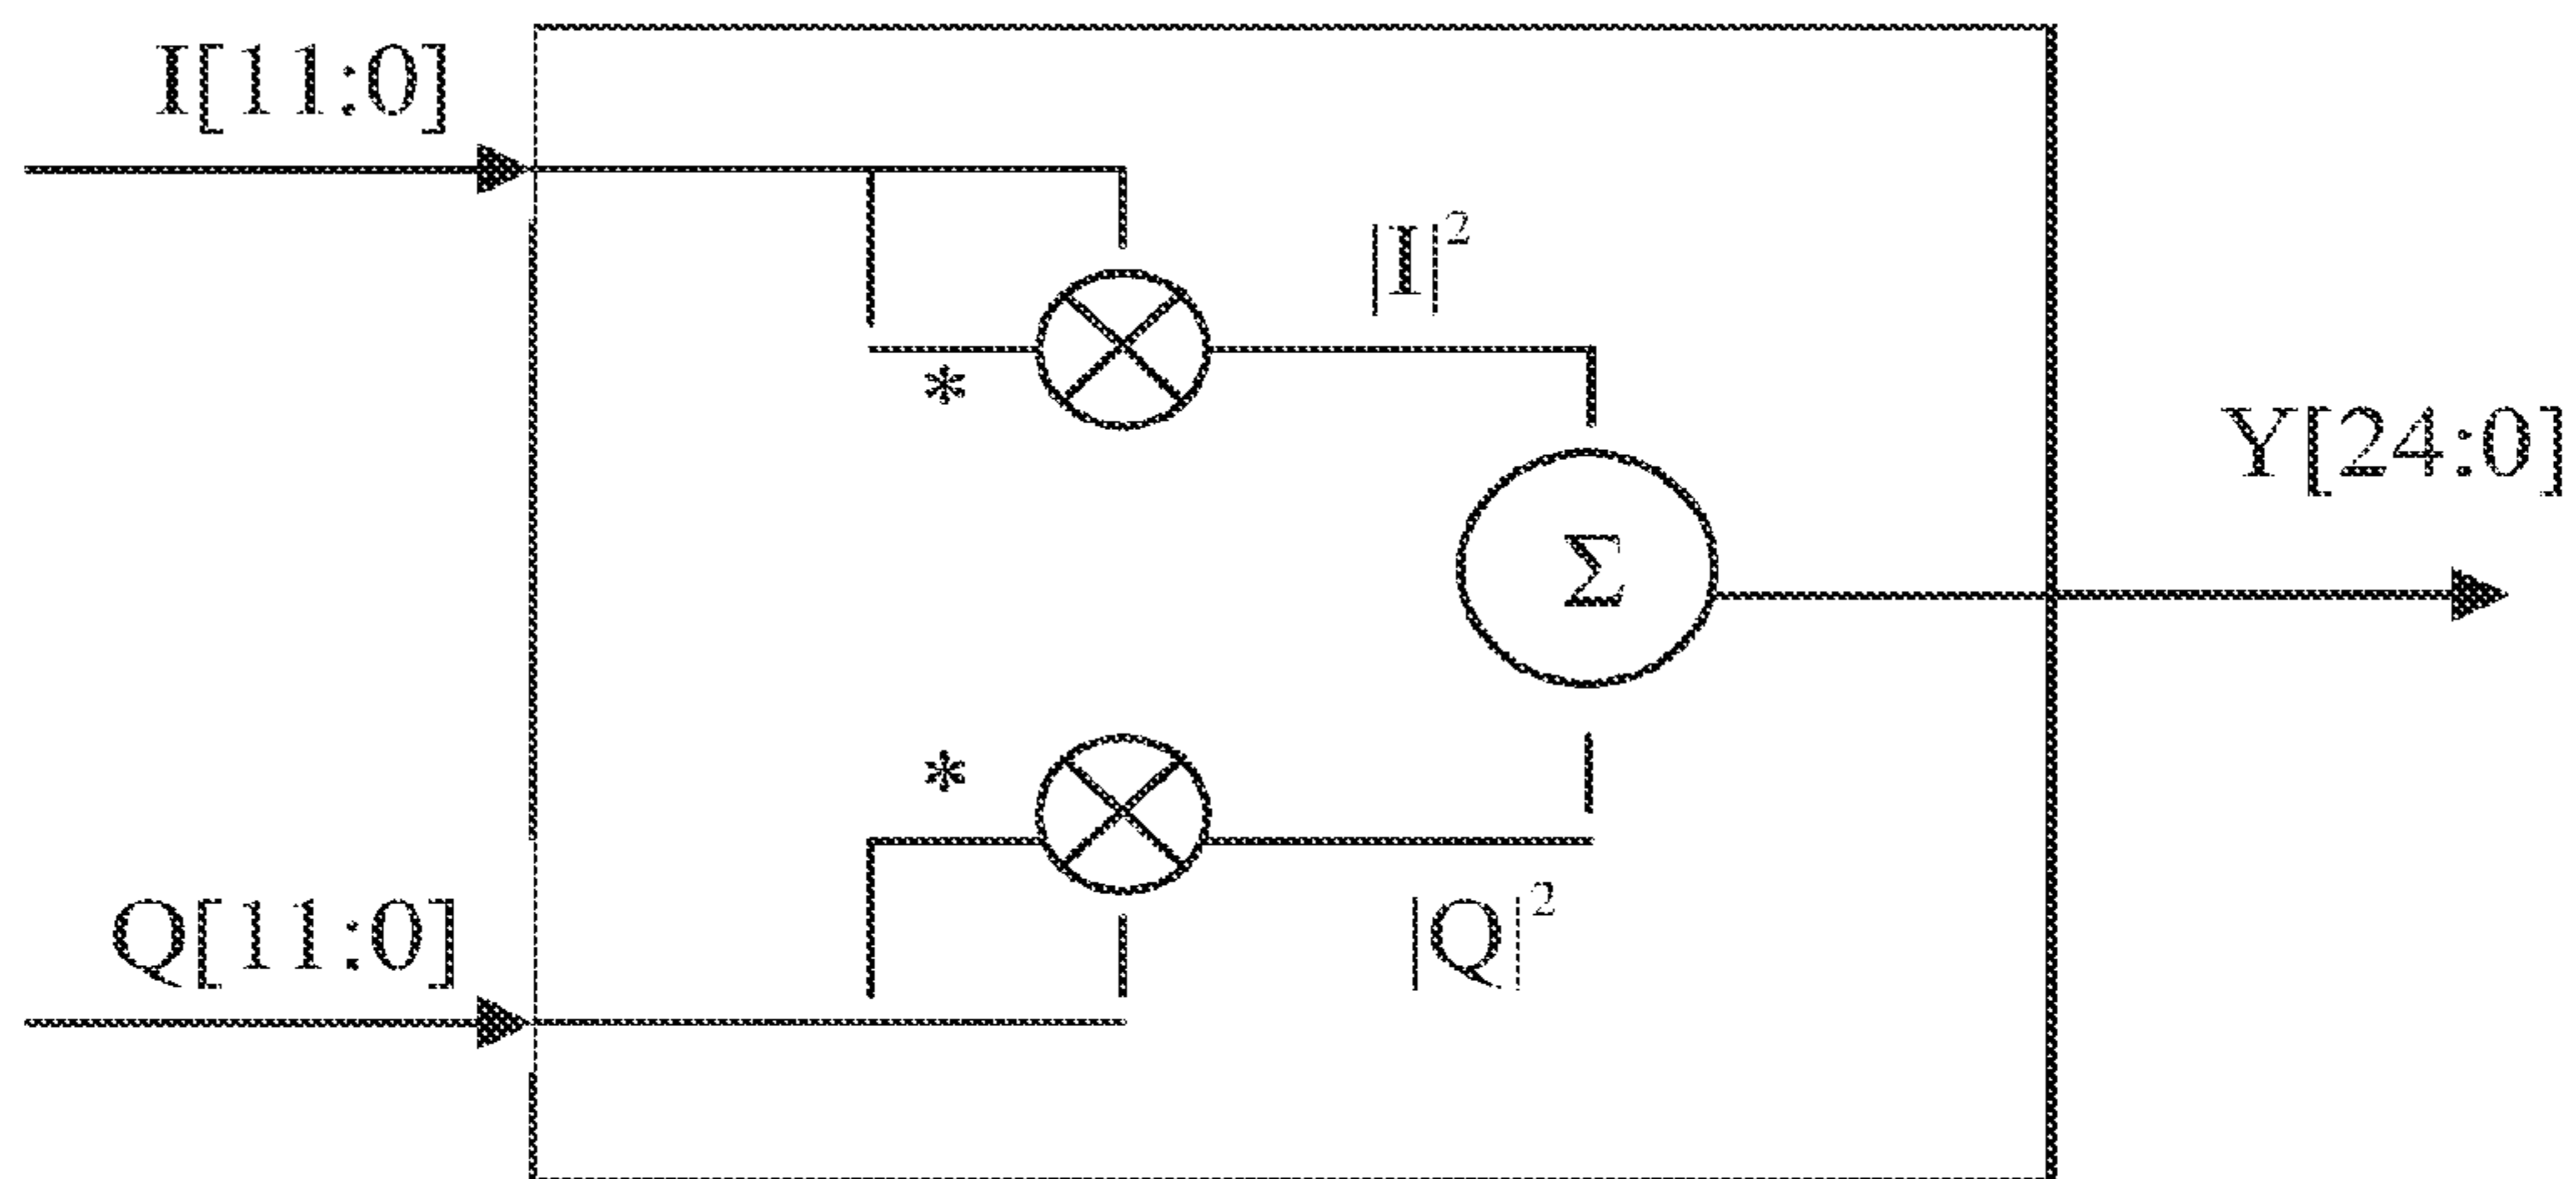 I[11:0]
|I|²
*
Y[24:0]
Σ
*
Q[11:0]
|Q|²